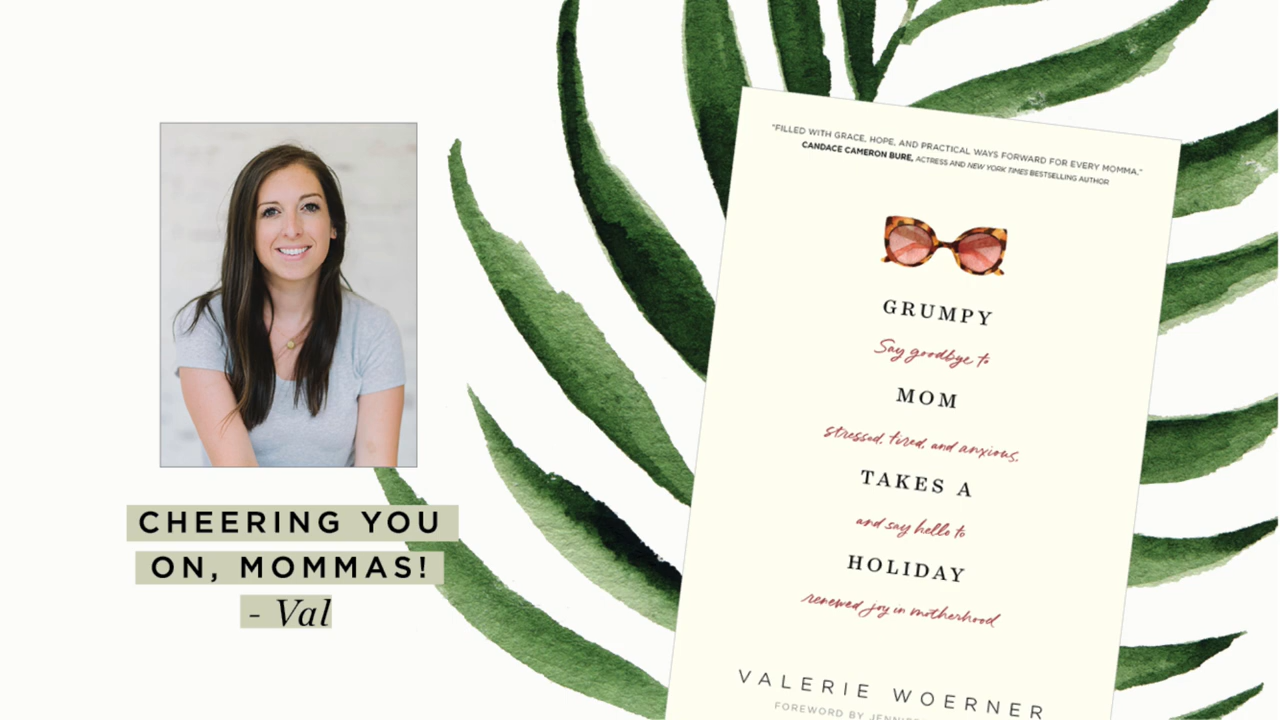 CHEERING YOU
ON, MOMMAS!
- Val
"FILLED WITH GRACE, HOPE, AND PRACTICAL WAYS FORWARD FOR EVERY MOMMA."
CANDACE CAMERON BURE, ACTRESS AND NEW YORK TIMES BESTSELLING AUTHOR
GRUMPY
Say goodbye to
MOM
stressed, tired, and anxious,
TAKES A
and say hello to
HOLIDAY
renewed joy in motherhood
VALERIE WOERNER
FOREWORD BY